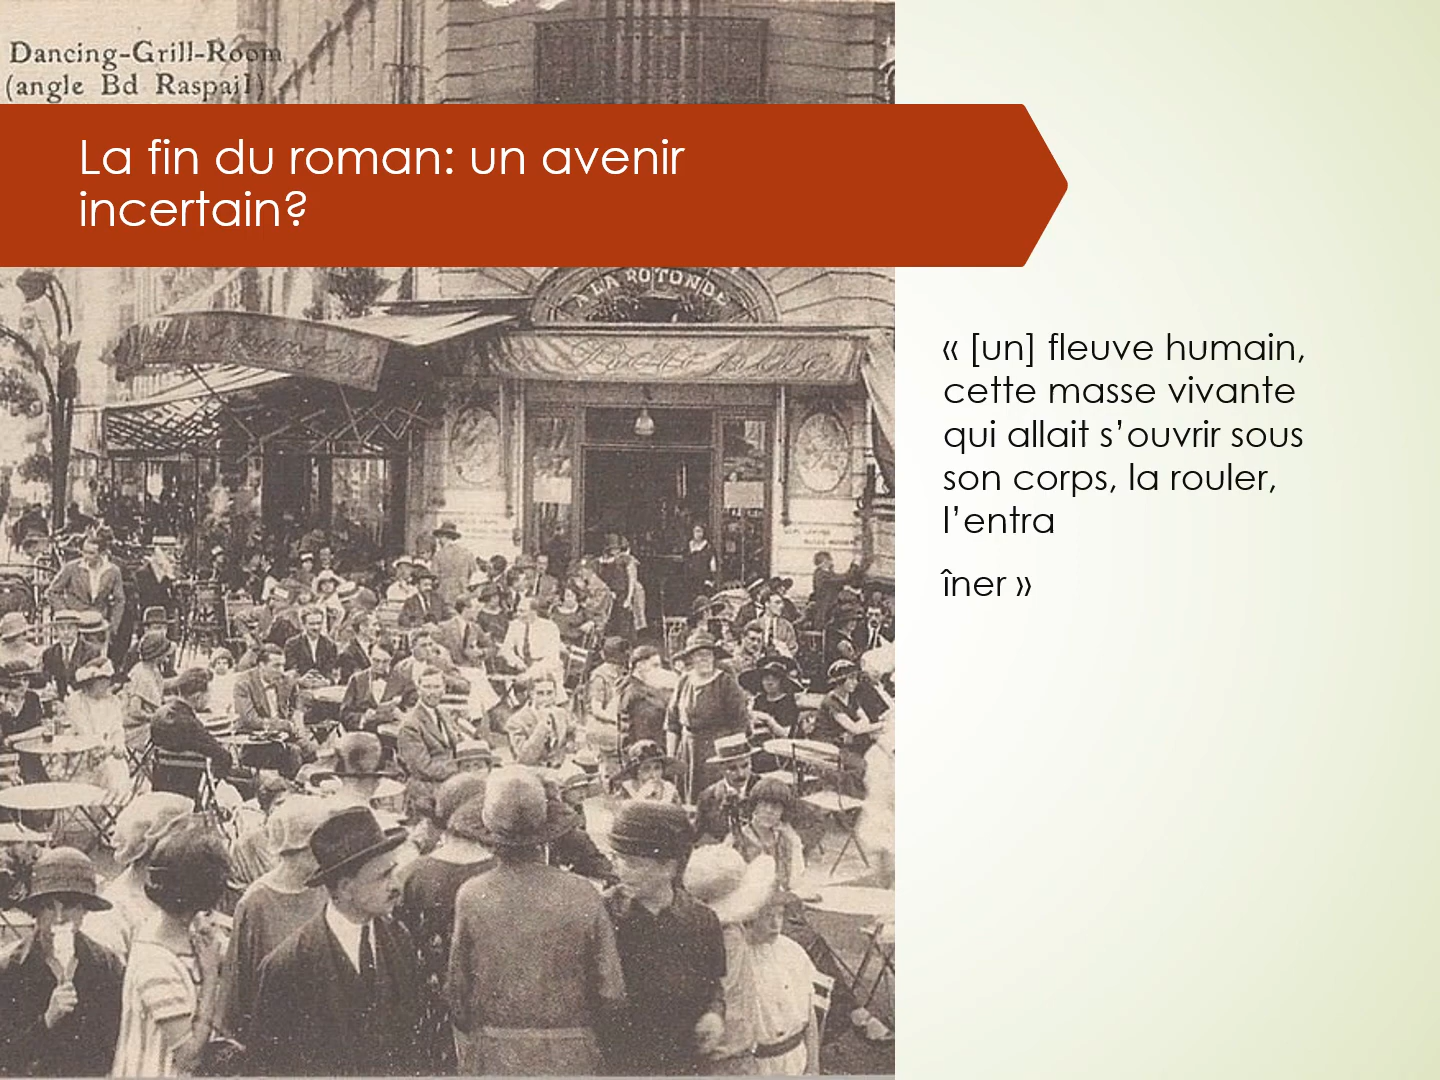 Dancing-Grill-Room
(angle Bd Raspail)
La fin du roman: un avenir
incertain?
A LA ROTONDE
« [un] fleuve humain,
cette masse vivante
qui allait s’ouvrir sous
son corps, la rouler,
l’entra
îner »